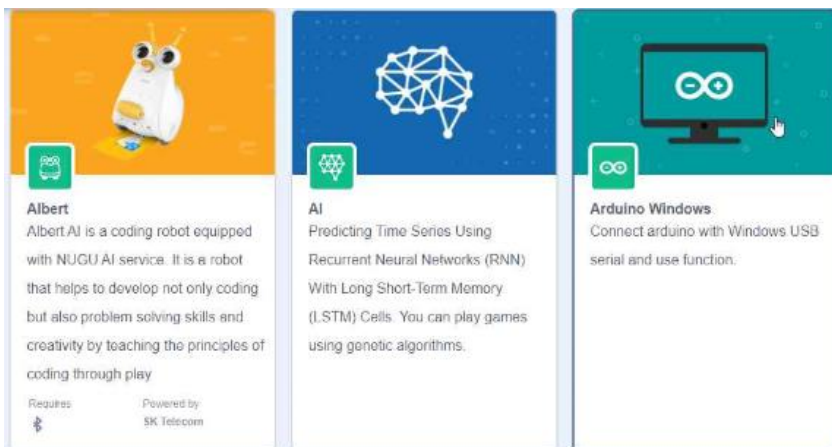 Albert
Albert AI is a coding robot equipped
with NUGU AI service. It is a robot
that helps to develop not only coding
but also problem solving skills and
creativity by teaching the principles of
coding through play
Requires
Powered by
SK Telecom
AI
Predicting Time Series Using
Recurrent Neural Networks (RNN)
With Long Short-Term Memory
(LSTM) Cells. You can play games
using genetic algorithms.
Arduino Windows
Connect arduino with Windows USB
serial and use function.